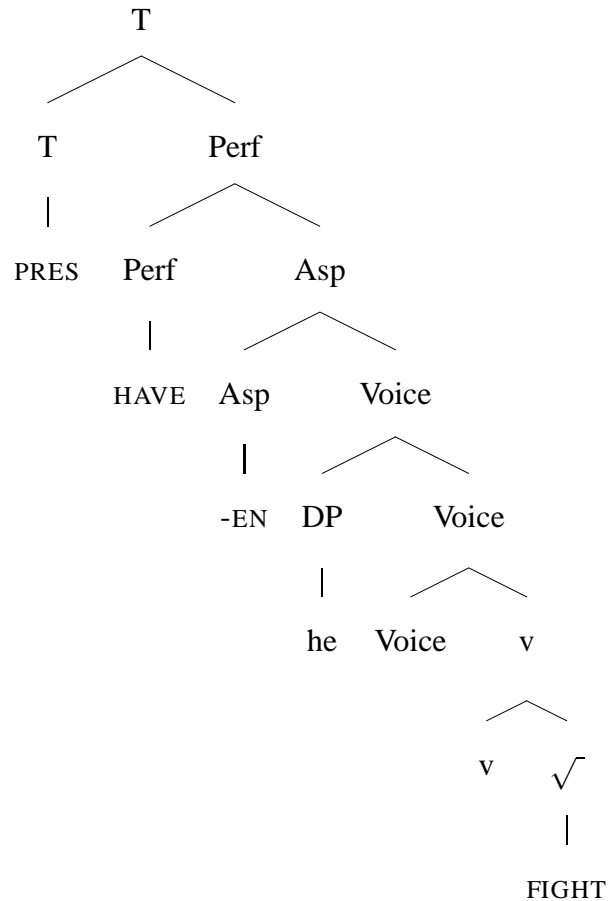 T
T Perf
PRES Perf Asp
HAVE Asp Voice
-EN DP Voice
he Voice v
v √
FIGHT